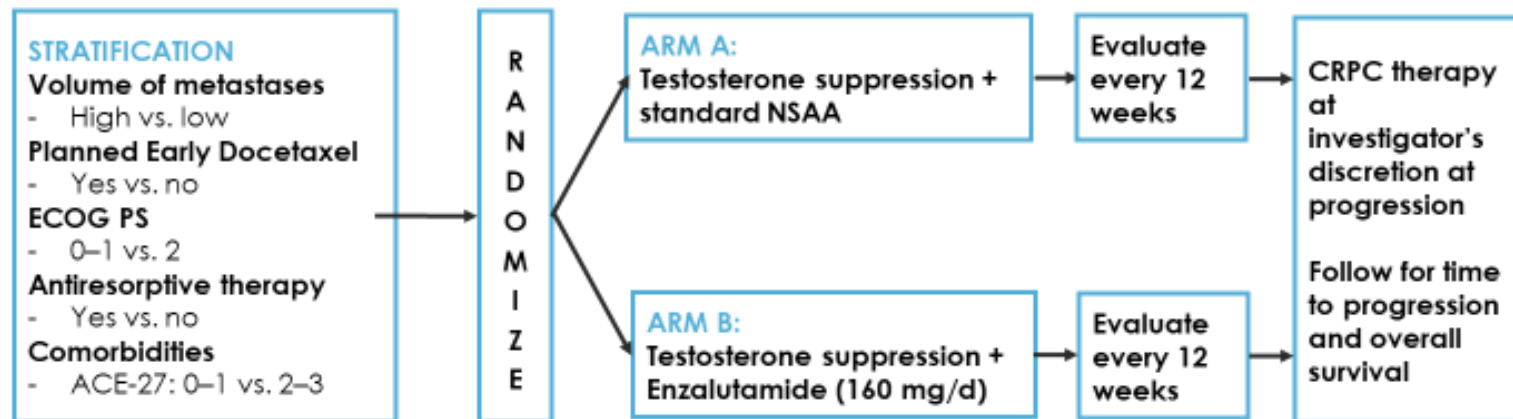 STRATIFICATION
Volume of metastases
- High vs. low
Planned Early Docetaxel
- Yes vs. no
ECOG PS
- 0–1 vs. 2
Antiresorptive therapy
- Yes vs. no
Comorbidities
- ACE-27: 0–1 vs. 2–3
R
A
N
D
O
M
I
Z
E
ARM A:
Testosterone suppression +
standard NSAA
Evaluate
every 12
weeks
ARM B:
Testosterone suppression +
Enzalutamide (160 mg/d)
Evaluate
every 12
weeks
CRPC therapy
at
investigator's
discretion at
progression
Follow for time
to progression
and overall
survival